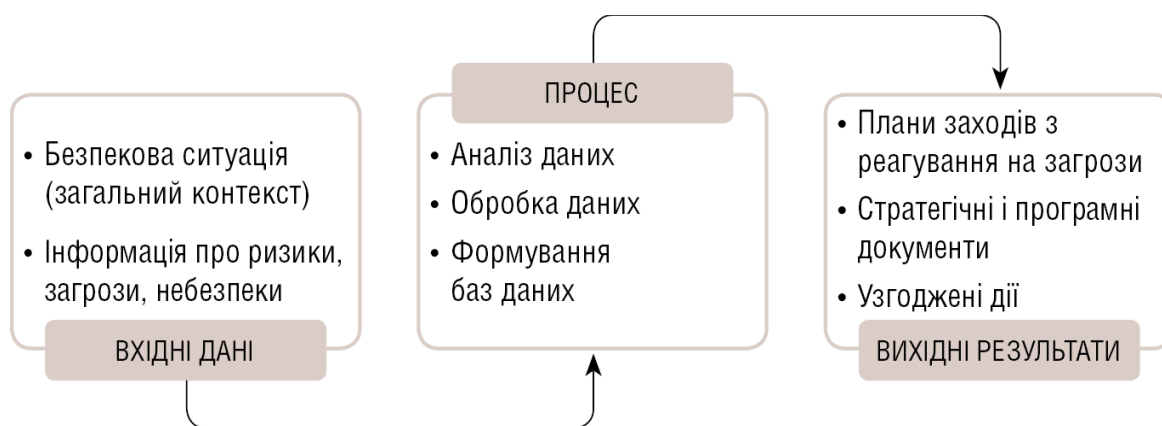 • Безпекова ситуація
(загальний контекст)
• Інформація про ризики,
загрози, небезпеки
ВХІДНІ ДАНІ
ПРОЦЕС
• Аналіз даних
• Обробка даних
• Формування
баз даних
• Плани заходів з
реагування на загрози
• Стратегічні і програмні
документи
• Узгоджені дії
ВИХІДНІ РЕЗУЛЬТАТИ